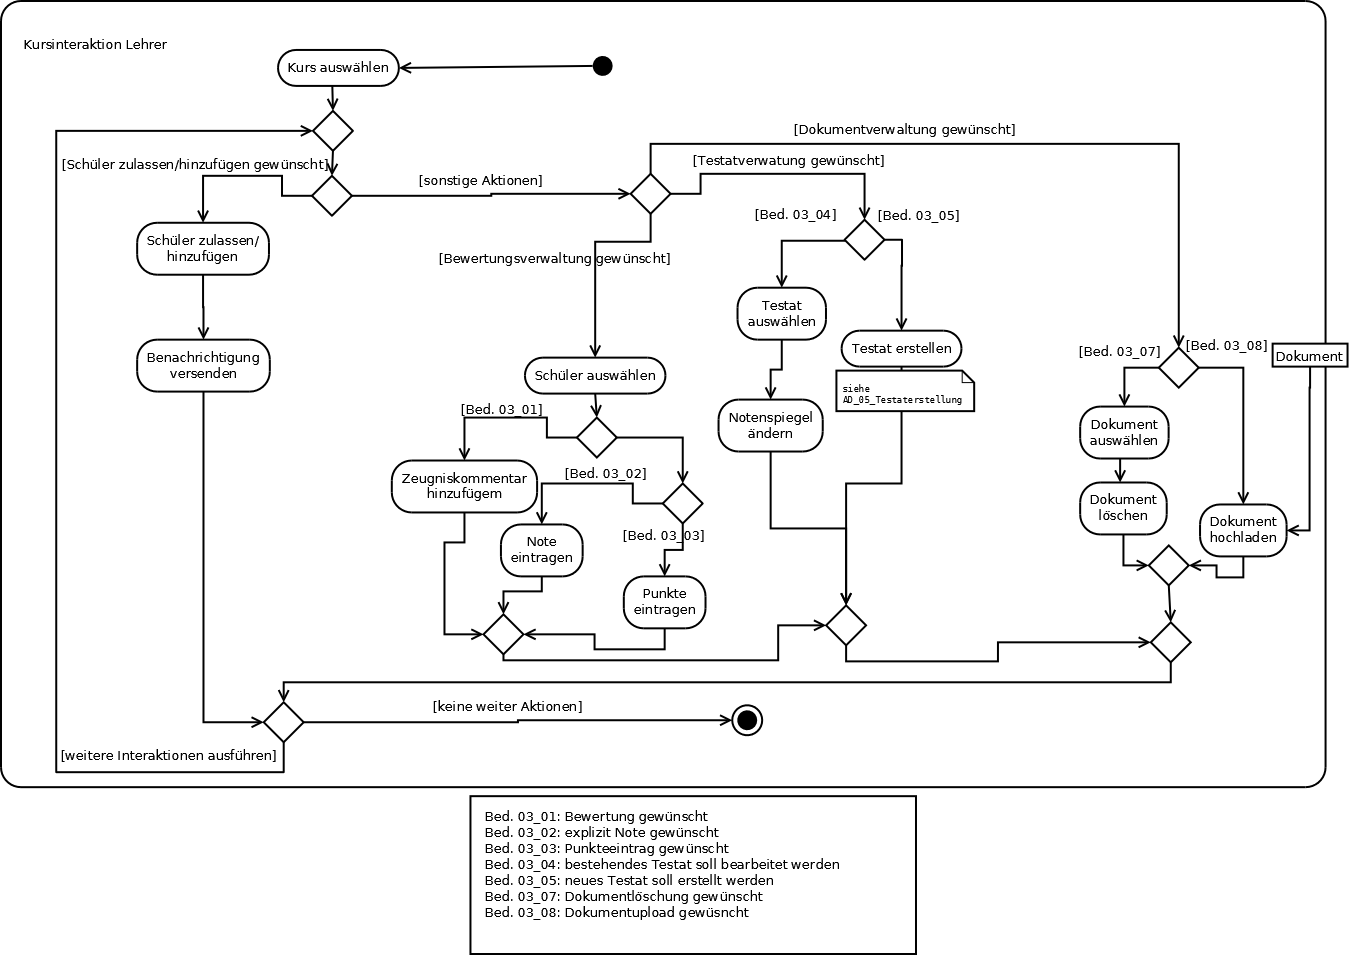 Kursinteraktion Lehrer
Kurs auswählen
[Dokumentverwaltung gewünscht]
[Schüler zulassen/hinzufügen gewünscht]
[sonstige Aktionen]
[Testatverwatung gewünscht]
[Bed. 03_04]
[Bed. 03_05]
Schüler zulassen/
hinzufügen
[Bewertungsverwaltung gewünscht]
Testat
auswählen
Testat erstellen
siehe
AD_05_Testaterstellung
[Bed. 03_07]
[Bed. 03_08]
Dokument
Benachrichtigung
versenden
Schüler auswählen
[Bed. 03_01]
Notenspiegel
ändern
Dokument
auswählen
Zeugniskommentar
hinzufügem
[Bed. 03_02]
Dokument
löschen
Dokument
hochladen
Note
eintragen
[Bed. 03_03]
Punkte
eintragen
[keine weiter Aktionen]
[weitere Interaktionen ausführen]
Bed. 03_01: Bewertung gewünscht
Bed. 03_02: explizit Note gewünscht
Bed. 03_03: Punkteeintrag gewünscht
Bed. 03_04: bestehendes Testat soll bearbeitet werden
Bed. 03_05: neues Testat soll erstellt werden
Bed. 03_07: Dokumentlöschung gewünscht
Bed. 03_08: Dokumentupload gewüsncht